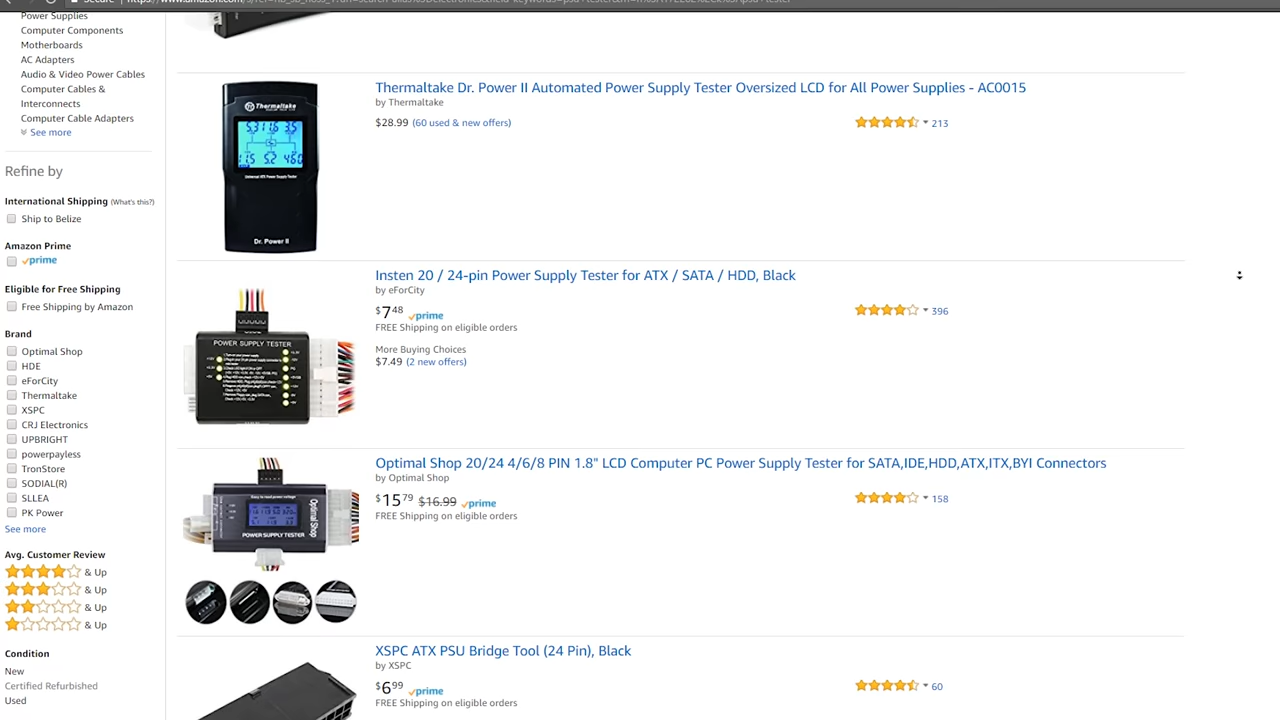 Power Supplies
Computer Components
Motherboards
AC Adapters
Audio & Video Power Cables
Computer Cables &
Interconnects
Computer Cable Adapters
See more
Refine by
International Shipping (What's this?)
Ship to Belize
Amazon Prime
prime
Eligible for Free Shipping
Free Shipping by Amazon
Brand
Optimal Shop
HDE
eForCity
Thermaltake
XSPC
CRJ Electronics
UPBRIGHT
powerpayless
TronStore
SODIAL(R)
SLLEA
PK Power
See more
Avg. Customer Review
& Up
& Up
& Up
& Up
Condition
New
Certified Refurbished
Used
Thermaltake
Universal ATX Power Supply Tester
Dr. Power II
Thermaltake Dr. Power II Automated Power Supply Tester Oversized LCD for All Power Supplies - AC0015
by Thermaltake
$28.99 (60 used & new offers)
213
POWER SUPPLY TESTER
Insten 20 / 24-pin Power Supply Tester for ATX / SATA / HDD, Black
by eForCity
$7 48 prime
396
FREE Shipping on eligible orders
More Buying Choices
$7.49 (2 new offers)
Optimal Shop
POWER SUPPLY TESTER
Optimal Shop 20/24 4/6/8 PIN 1.8" LCD Computer PC Power Supply Tester for SATA,IDE,HDD,ATX,ITX,BYI Connectors
by Optimal Shop
$15 79 $16.99 prime
158
FREE Shipping on eligible orders
XSPC ATX PSU Bridge Tool (24 Pin), Black
by XSPC
$6 99 prime
60
FREE Shipping on eligible orders